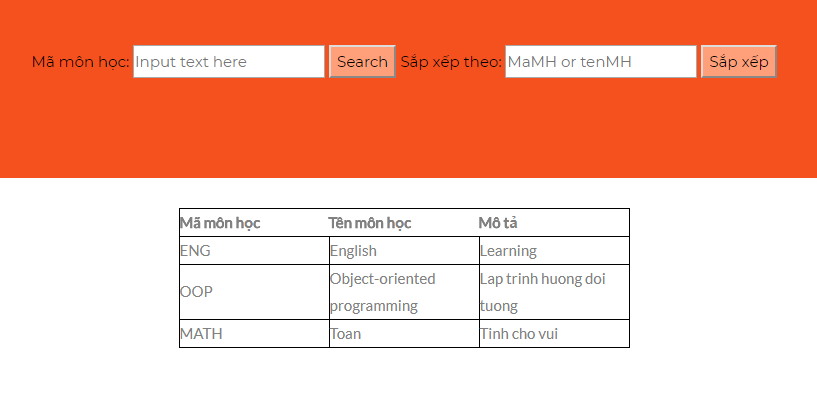 Mã môn học: Input text here Search Sắp xếp theo: MaMH or tenMH Sắp xếp
Mã môn học Tên môn học Mô tả
ENG English Learning
OOP Object-oriented programming Lap trinh huong doi tuong
MATH Toan Tinh cho vui